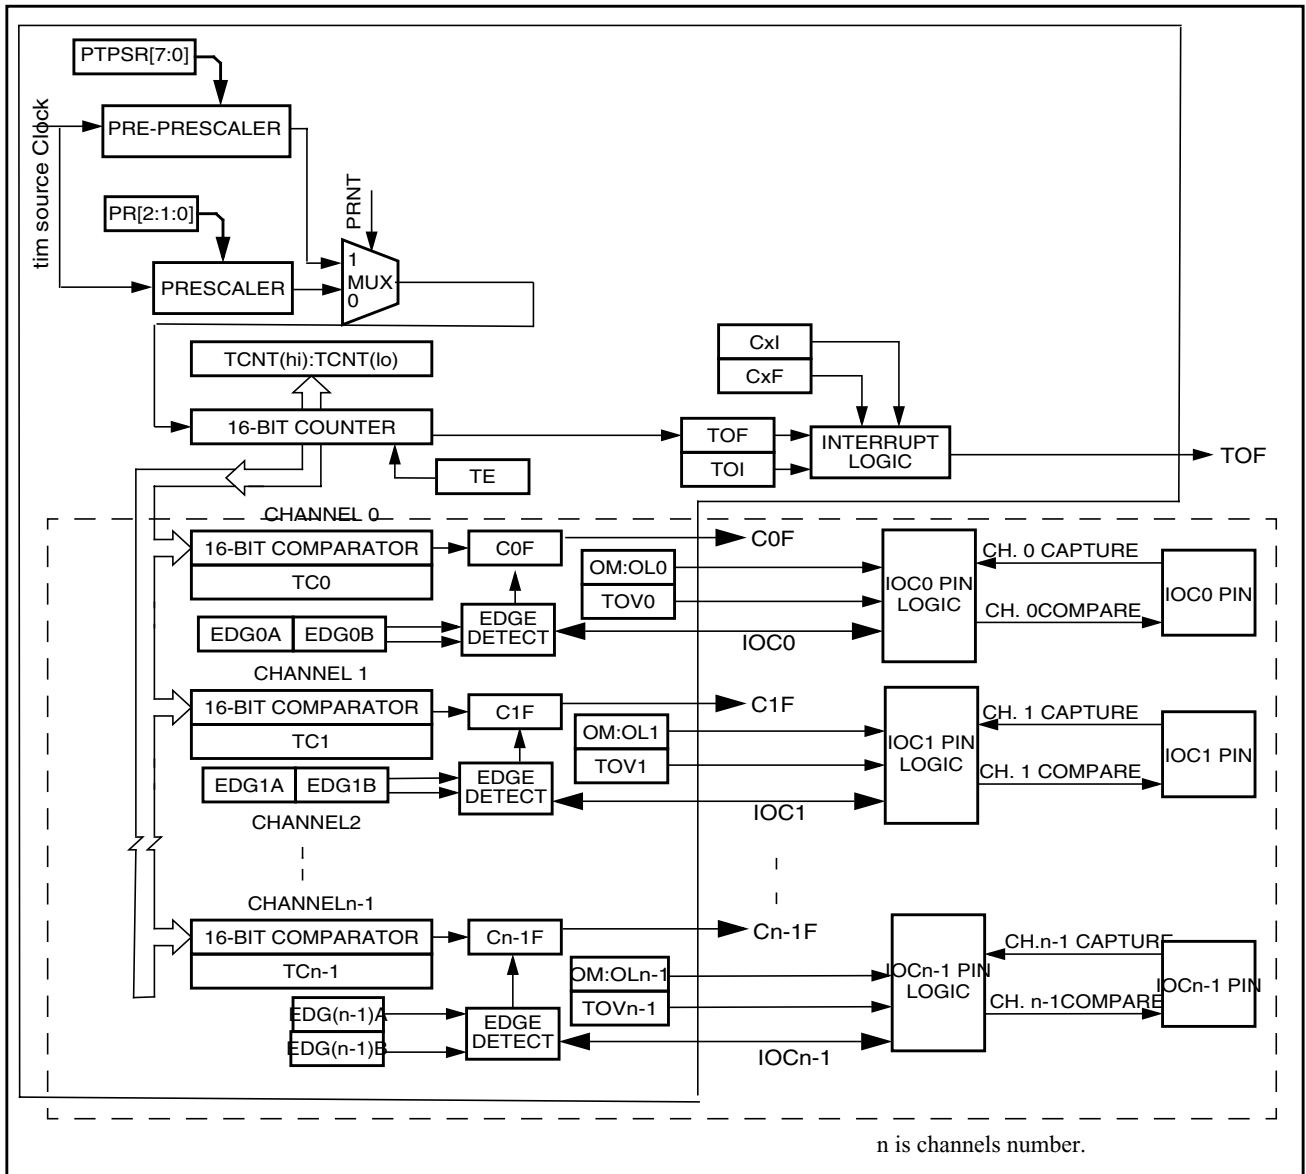 PTPSR[7:0]
tim source Clock
PRE-PRESCALER
PR[2:1:0]
PRNT
PRESCALER
1
MUX
0
TCNT(hi):TCNT(lo)
CxI
CxF
16-BIT COUNTER
TOF
TOI
INTERRUPT
LOGIC
TOF
TE
CHANNEL 0
16-BIT COMPARATOR
TC0
C0F
C0F
OM:OL0
TOV0
IOC0 PIN
LOGIC
CH. 0 CAPTURE
CH. 0COMPARE
IOC0 PIN
EDG0A
EDG0B
EDGE
DETECT
IOC0
CHANNEL 1
16-BIT COMPARATOR
TC1
C1F
C1F
OM:OL1
TOV1
IOC1 PIN
LOGIC
CH. 1 CAPTURE
CH. 1 COMPARE
IOC1 PIN
EDG1A
EDG1B
EDGE
DETECT
IOC1
CHANNEL2
CHANNELn-1
16-BIT COMPARATOR
TCn-1
Cn-1F
Cn-1F
OM:OLn-1
TOVn-1
IOCn-1 PIN
LOGIC
CH.n-1 CAPTURE
CH. n-1COMPARE
IOCn-1 PIN
EDG(n-1)A
EDG(n-1)B
EDGE
DETECT
IOCn-1
n is channels number.